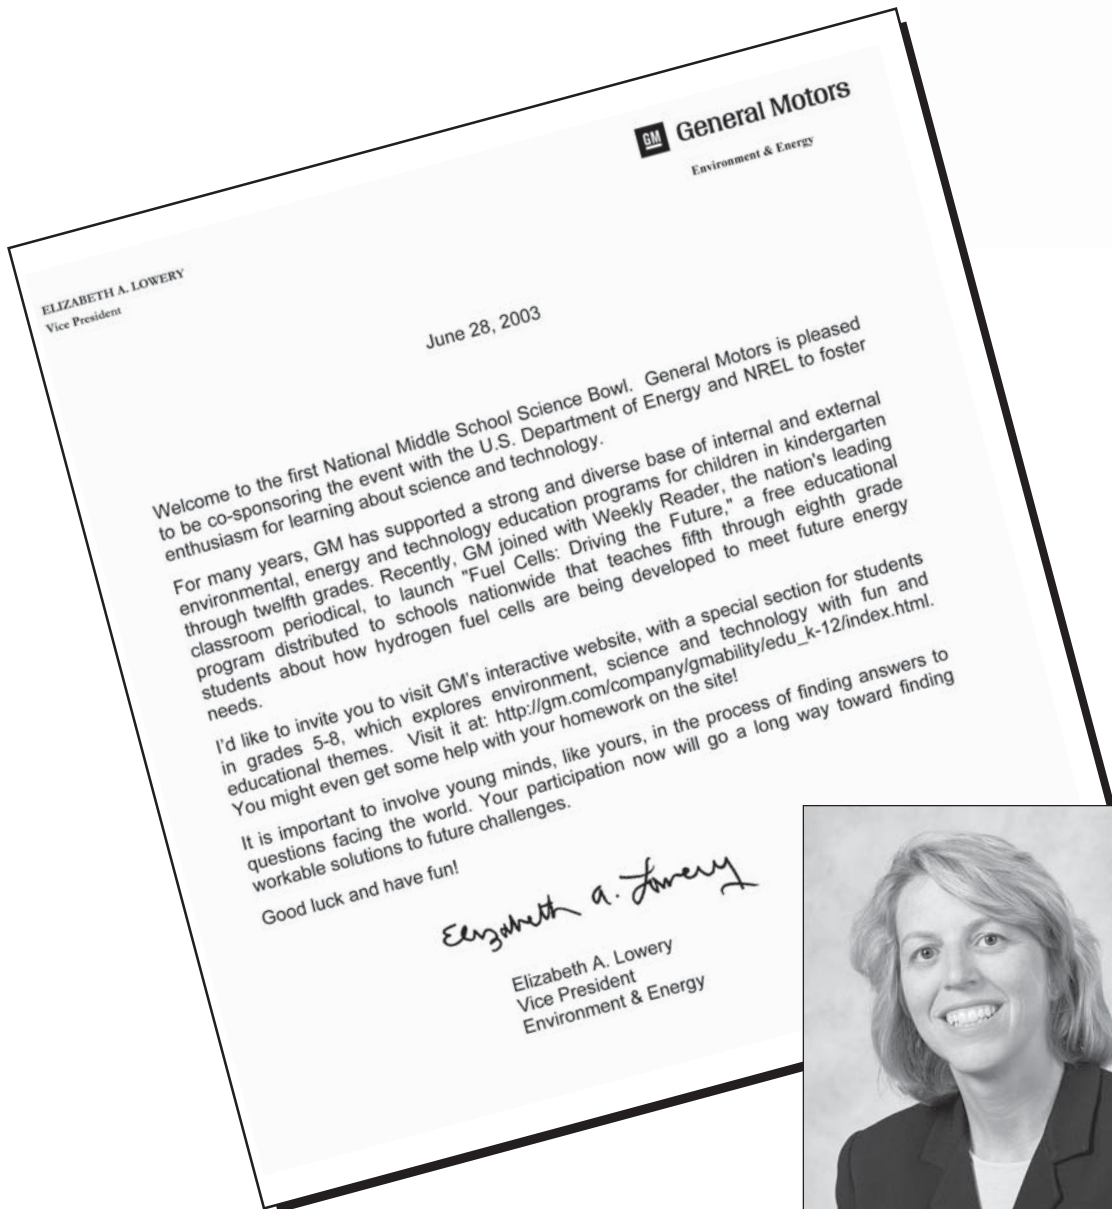 GM General Motors
Environment & Energy
ELIZABETH A. LOWERY
Vice President
June 28, 2003
Welcome to the first National Middle School Science Bowl.  General Motors is pleased
to be co-sponsoring the event with the U.S. Department of Energy and NREL to foster
enthusiasm for learning about science and technology.
For many years, GM has supported a strong and diverse base of internal and external
environmental, energy and technology education programs for children in kindergarten
through twelfth grades. Recently, GM joined with Weekly Reader, the nation's leading
classroom periodical, to launch "Fuel Cells: Driving the Future," a free educational
program distributed to schools nationwide that teaches fifth through eighth grade
students about how hydrogen fuel cells are being developed to meet future energy
needs.
I'd like to invite you to visit GM's interactive website, with a special section for students
in grades 5-8, which explores environment, science and technology with fun and
educational themes.  Visit it at: http://gm.com/company/gmability/edu_k-12/index.html.
You might even get some help with your homework on the site!
It is important to involve young minds, like yours, in the process of finding answers to
questions facing the world. Your participation now will go a long way toward finding
workable solutions to future challenges.
Good luck and have fun!
Elizabeth A. Lowery
Elizabeth A. Lowery
Vice President
Environment & Energy